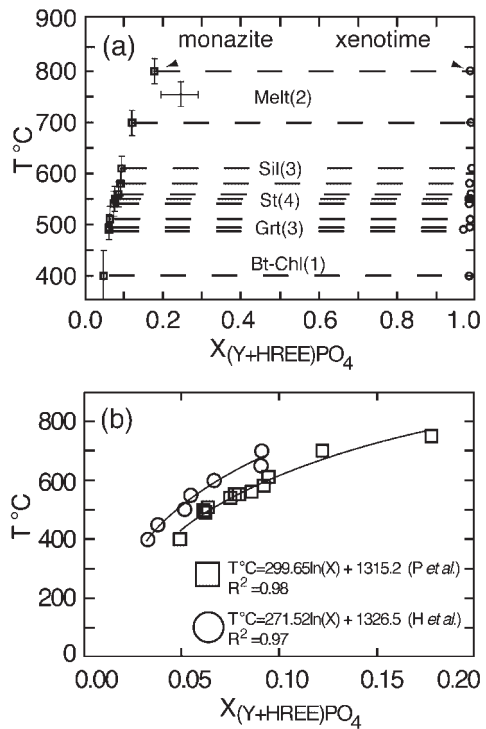 900
(a) monazite xenotime
800
Melt(2)
700
T °C
600
Sil(3)
St(4)
500
Grt(3)
Bt-Chl(1)
400
0.0 0.2 0.4 0.6 0.8 1.0
X(Y+HREE)PO4
(b)
800
600
T °C
400
T°C=299.65ln(X) + 1315.2 (P et al.)
R2 =0.98
200
T°C=271.52ln(X) + 1326.5 (H et al.)
R2 =0.97
0
0.00 0.05 0.10 0.15 0.20
X(Y+HREE)PO4